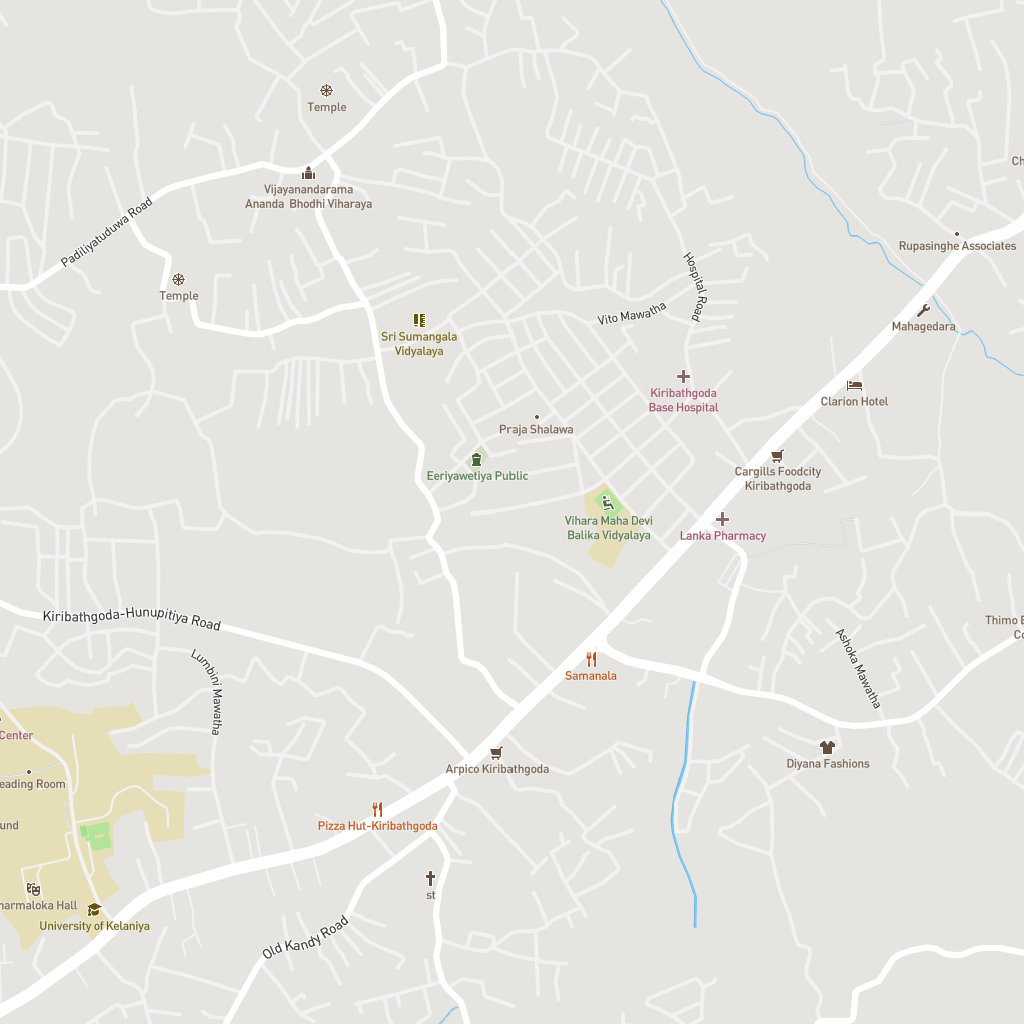 Temple
Ch
Vijayanandarama
Ananda Bhodhi Viharaya
Padiliyatuduwa Road
Rupasinghe Associates
Hospital Road
Temple
Vito Mawatha
Mahagedara
Sri Sumangala
Vidyalaya
Kiribathgoda
Base Hospital
Clarion Hotel
Praja Shalawa
Cargills Foodcity
Kiribathgoda
Eeriyawetiya Public
Vihara Maha Devi
Balika Vidyalaya
Lanka Pharmacy
Kiribathgoda-Hunupitiya Road
Thimo E
Co
Ashoka Mawatha
Lumbini Mawatha
Samanala
Center
Diyana Fashions
Arpico Kiribathgoda
eading Room
und
Pizza Hut-Kiribathgoda
st
harmaloka Hall
University of Kelaniya
Old Kandy Road